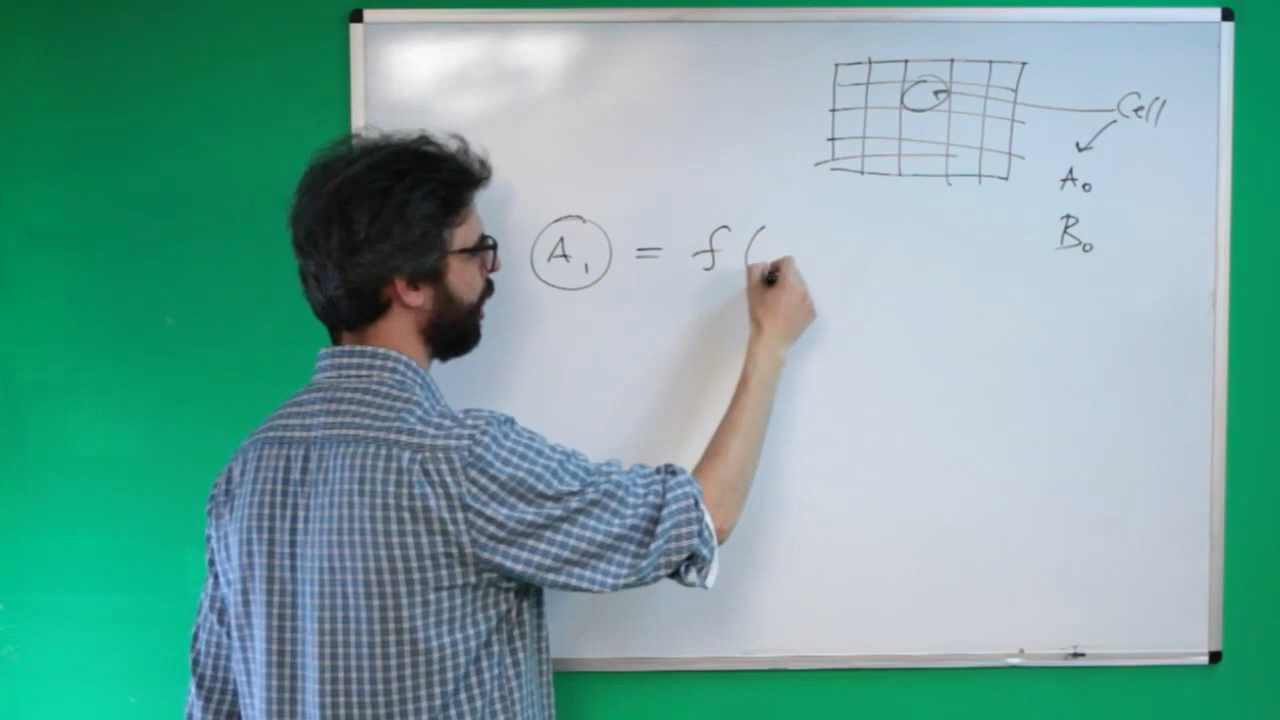 Cell
A₀
B₀
A₁ = f (